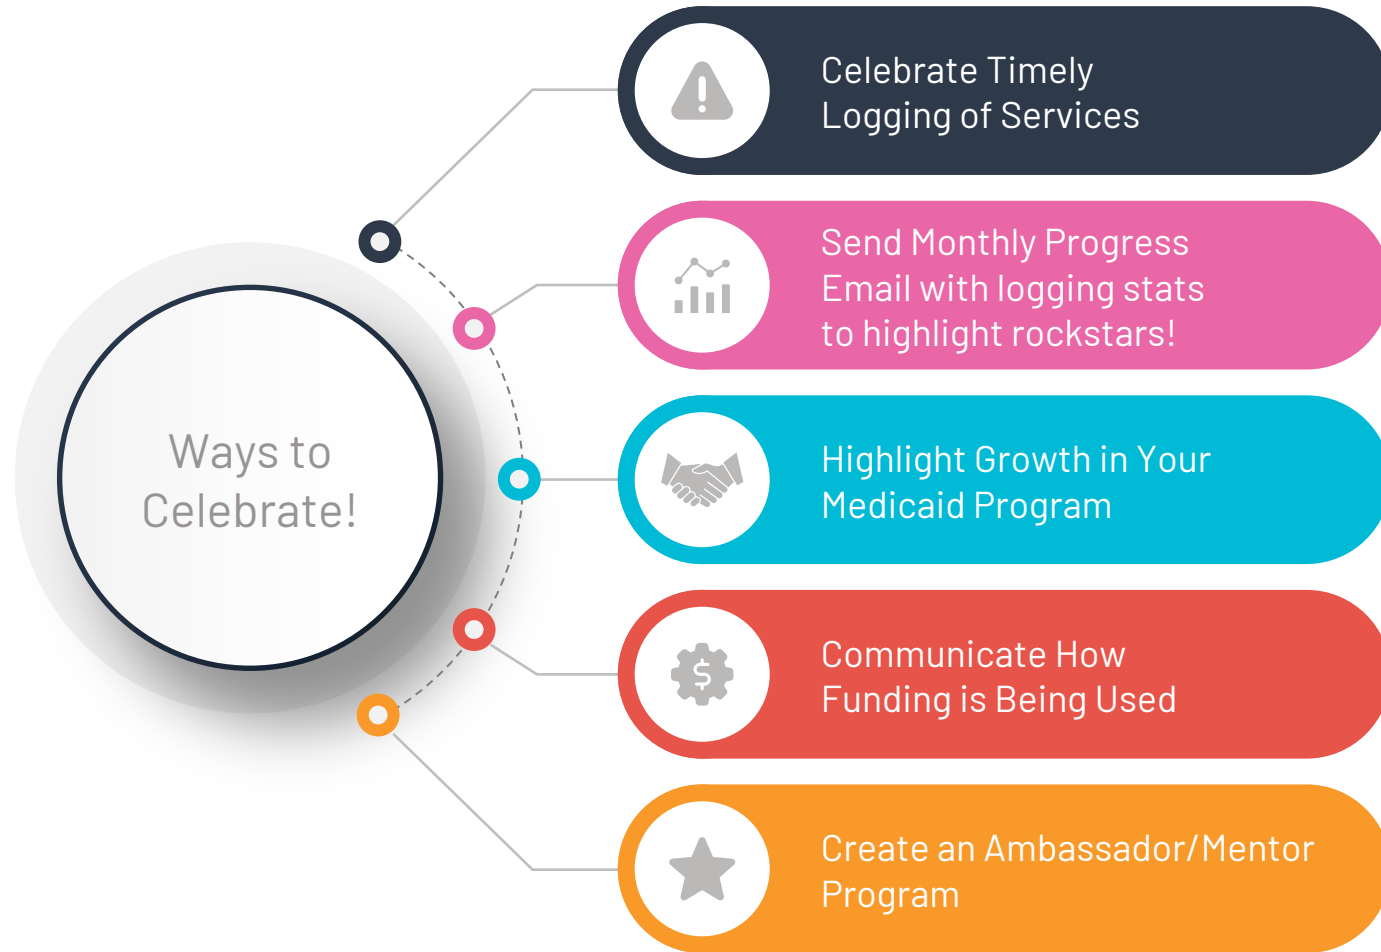 Ways to
Celebrate!
Celebrate Timely
Logging of Services
Send Monthly Progress
Email with logging stats
to highlight rockstars!
Highlight Growth in Your
Medicaid Program
Communicate How
Funding is Being Used
Create an Ambassador/Mentor
Program